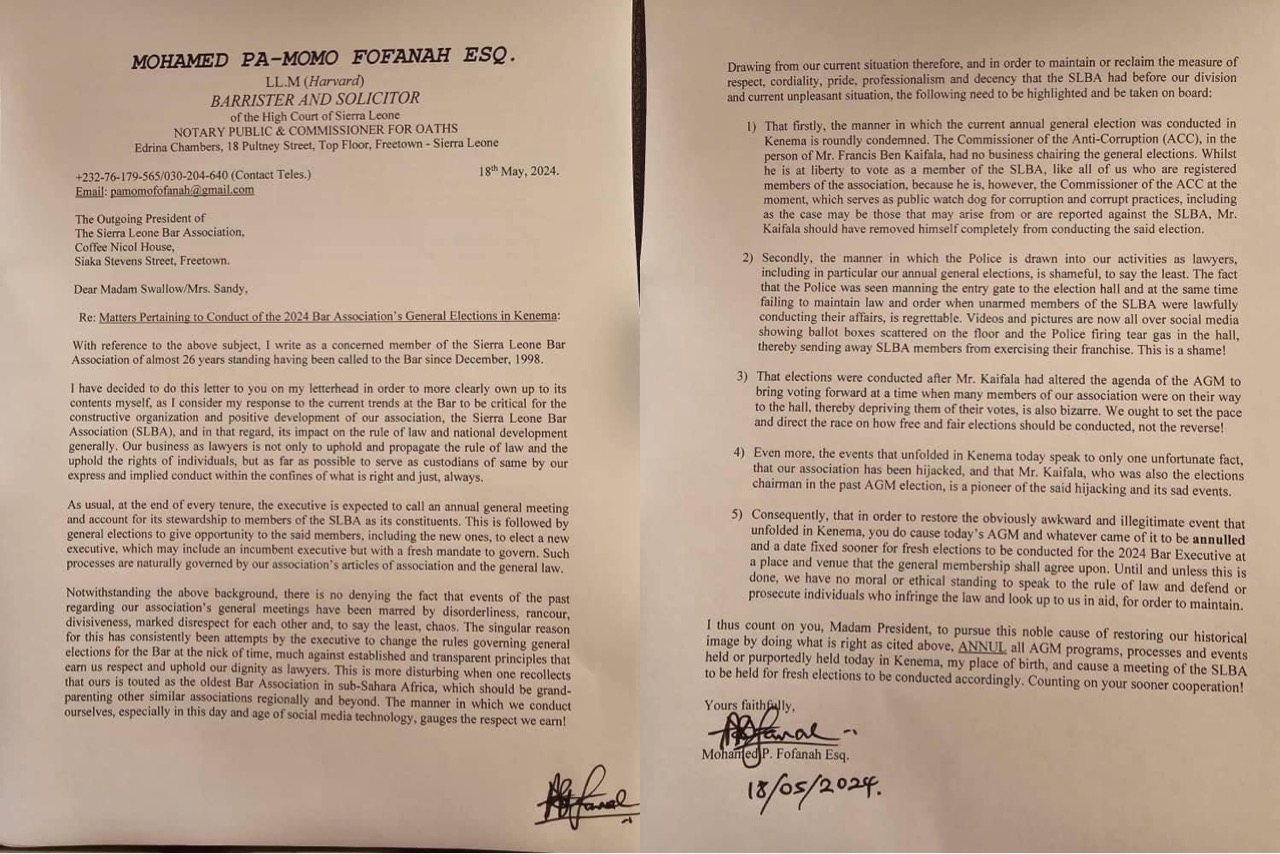 MOHAMED PA-MOMO FOFANAH ESQ.
LL.M (Harvard)
BARRISTER AND SOLICITOR
of the High Court of Sierra Leone
NOTARY PUBLIC & COMMISSIONER FOR OATHS
Edrina Chambers, 18 Pultney Street, Top Floor, Freetown - Sierra Leone
+232-76-179-565/030-204-640 (Contact Teles.)
18th May, 2024.
Email: pamomofofanah@gmail.com
The Outgoing President of
The Sierra Leone Bar Association,
Coffee Nicol House,
Siaka Stevens Street, Freetown.
Dear Madam Swallow/Mrs. Sandy,
Re: Matters Pertaining to Conduct of the 2024 Bar Association's General Elections in Kenema:
With reference to the above subject, I write as a concerned member of the Sierra Leone Bar
Association of almost 26 years standing having been called to the Bar since December, 1998.
I have decided to do this letter to you on my letterhead in order to more clearly own up to its
contents myself, as I consider my response to the current trends at the Bar to be critical for the
constructive organization and positive development of our association, the Sierra Leone Bar
Association (SLBA), and in that regard, its impact on the rule of law and national development
generally. Our business as lawyers is not only to uphold and propagate the rule of law and the
uphold the rights of individuals, but as far as possible to serve as custodians of same by our
express and implied conduct within the confines of what is right and just, always.
As usual, at the end of every tenure, the executive is expected to call an annual general meeting
and account for its stewardship to members of the SLBA as its constituents. This is followed by
general elections to give opportunity to the said members, including the new ones, to elect a new
executive, which may include an incumbent executive but with a fresh mandate to govern. Such
processes are naturally governed by our association's articles of association and the general law.
Notwithstanding the above background, there is no denying the fact that events of the past
regarding our association's general meetings have been marred by disorderliness, rancour,
divisiveness, marked disrespect for each other and, to say the least, chaos. The singular reason
for this has consistently been attempts by the executive to change the rules governing general
elections for the Bar at the nick of time, much against established and transparent principles that
earn us respect and uphold our dignity as lawyers. This is more disturbing when one recollects
that ours is touted as the oldest Bar Association in sub-Sahara Africa, which should be grand-
parenting other similar associations regionally and beyond. The manner in which we conduct
ourselves, especially in this day and age of social media technology, gauges the respect we earn!
Drawing from our current situation therefore, and in order to maintain or reclaim the measure of
respect, cordiality, pride, professionalism and decency that the SLBA had before our division
and current unpleasant situation, the following need to be highlighted and be taken on board:
1) That firstly, the manner in which the current annual general election was conducted in
Kenema is roundly condemned. The Commissioner of the Anti-Corruption (ACC), in the
person of Mr. Francis Ben Kaifala, had no business chairing the general elections. Whilst
he is at liberty to vote as a member of the SLBA, like all of us who are registered
members of the association, because he is, however, the Commissioner of the ACC at the
moment, which serves as public watch dog for corruption and corrupt practices, including
as the case may be those that may arise from or are reported against the SLBA, Mr.
Kaifala should have removed himself completely from conducting the said election.
2) Secondly, the manner in which the Police is drawn into our activities as lawyers,
including in particular our annual general elections, is shameful, to say the least. The fact
that the Police was seen manning the entry gate to the election hall and at the same time
failing to maintain law and order when unarmed members of the SLBA were lawfully
conducting their affairs, is regrettable. Videos and pictures are now all over social media
showing ballot boxes scattered on the floor and the Police firing tear gas in the hall,
thereby sending away SLBA members from exercising their franchise. This is a shame!
3) That elections were conducted after Mr. Kaifala had altered the agenda of the AGM to
bring voting forward at a time when many members of our association were on their way
to the hall, thereby depriving them of their votes, is also bizarre. We ought to set the pace
and direct the race on how free and fair elections should be conducted, not the reverse!
4) Even more, the events that unfolded in Kenema today speak to only one unfortunate fact,
that our association has been hijacked, and that Mr. Kaifala, who was also the elections
chairman in the past AGM election, is a pioneer of the said hijacking and its sad events.
5) Consequently, that in order to restore the obviously awkward and illegitimate event that
unfolded in Kenema, you do cause today's AGM and whatever came of it to be annulled
and a date fixed sooner for fresh elections to be conducted for the 2024 Bar Executive at
a place and venue that the general membership shall agree upon. Until and unless this is
done, we have no moral or ethical standing to speak to the rule of law and defend or
prosecute individuals who infringe the law and look up to us in aid, for order to maintain.
I thus count on you, Madam President, to pursue this noble cause of restoring our historical
image by doing what is right as cited above, ANNUL all AGM programs, processes and events
held or purportedly held today in Kenema, my place of birth, and cause a meeting of the SLBA
to be held for fresh elections to be conducted accordingly. Counting on your sooner cooperation!
Yours faithfully,
Mohamed P. Fofanah Esq.
18/05/2024.